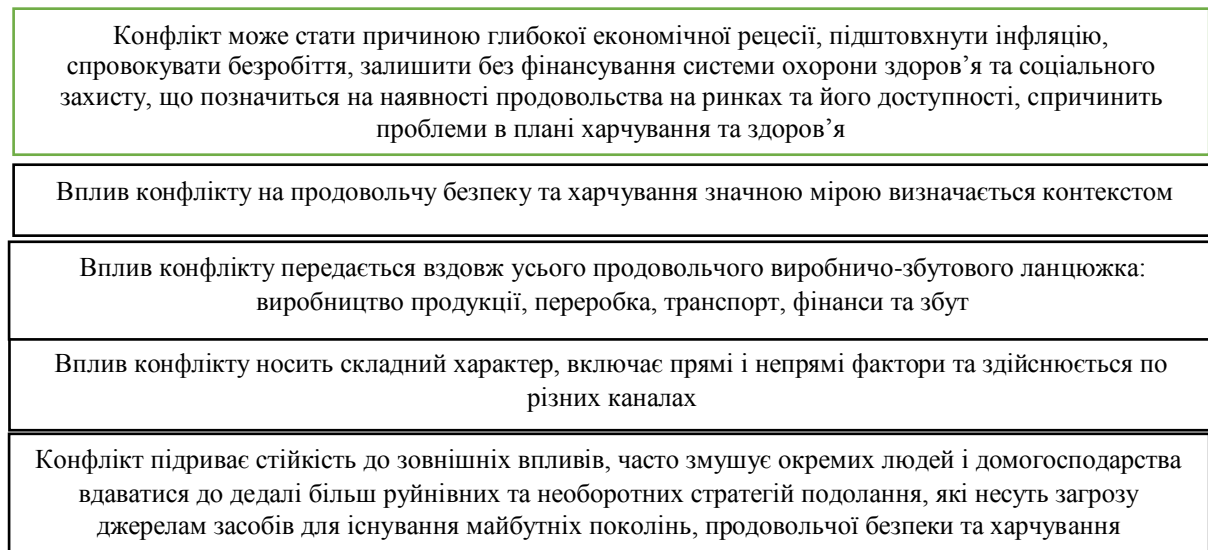 Конфлікт може стати причиною глибокої економічної рецесії, підштовхнути інфляцію,
спровокувати безробіття, залишити без фінансування системи охорони здоров’я та соціального
захисту, що позначиться на наявності продовольства на ринках та його доступності, спричинить
проблеми в плані харчування та здоров’я
Вплив конфлікту на продовольчу безпеку та харчування значною мірою визначається контекстом
Вплив конфлікту передається вздовж усього продовольчого виробничо-збутового ланцюжка:
виробництво продукції, переробка, транспорт, фінанси та збут
Вплив конфлікту носить складний характер, включає прямі і непрямі фактори та здійснюється по
різних каналах
Конфлікт підриває стійкість до зовнішніх впливів, часто змушує окремих людей і домогосподарства
вдаватися до дедалі більш руйнівних та необоротних стратегій подолання, які несуть загрозу
джерелам засобів для існування майбутніх поколінь, продовольчої безпеки та харчування